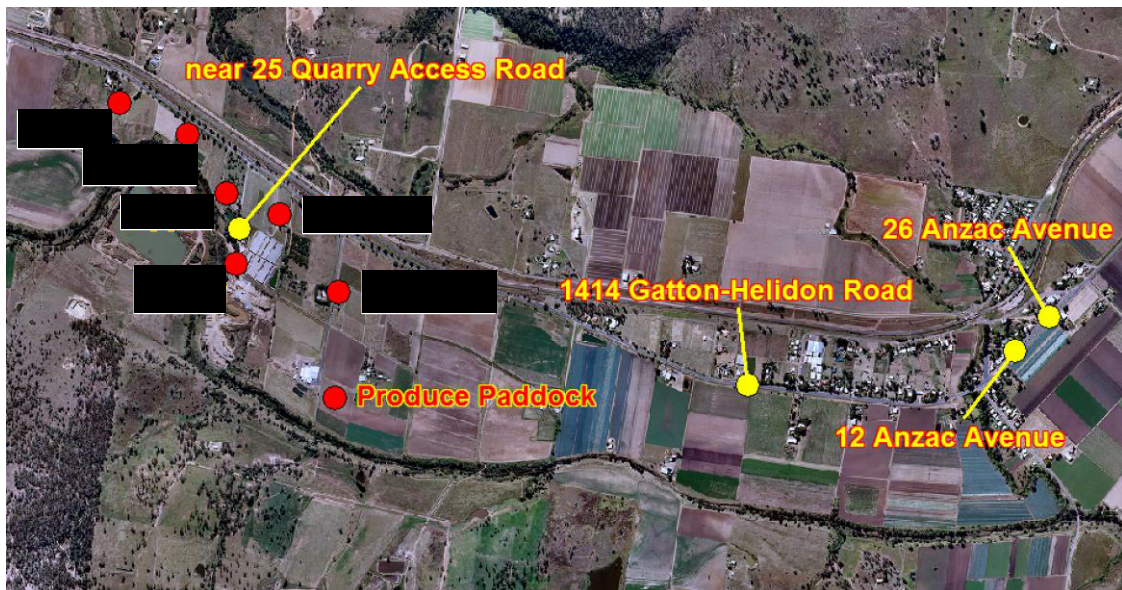 near 25 Quarry Access Road
26 Anzac Avenue
1414 Gatton-Helidon Road
Produce Paddock
12 Anzac Avenue